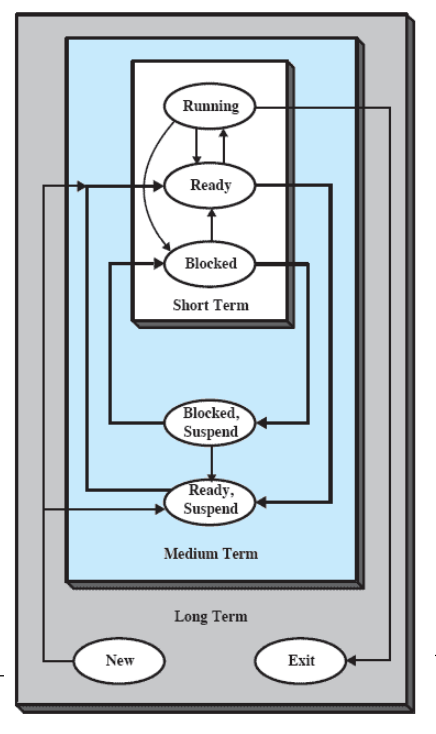 Running
Ready
Blocked
Short Term
Blocked,
Suspend
Ready,
Suspend
Medium Term
Long Term
New
Exit